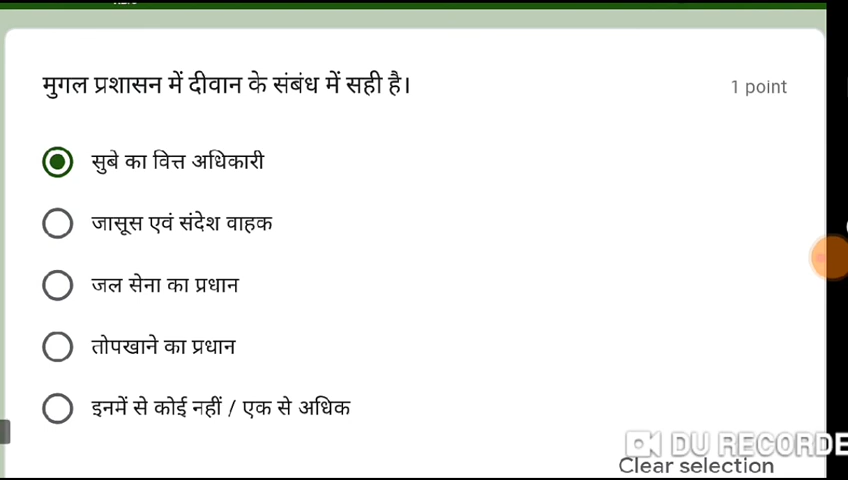 मुगल प्रशासन में दीवान के संबंध में सही है।
1 point
सुबे का वित्त अधिकारी
जासूस एवं संदेश वाहक
जल सेना का प्रधान
तोपखाने का प्रधान
इनमें से कोई नहीं / एक से अधिक
DU RECORDE
Clear selection